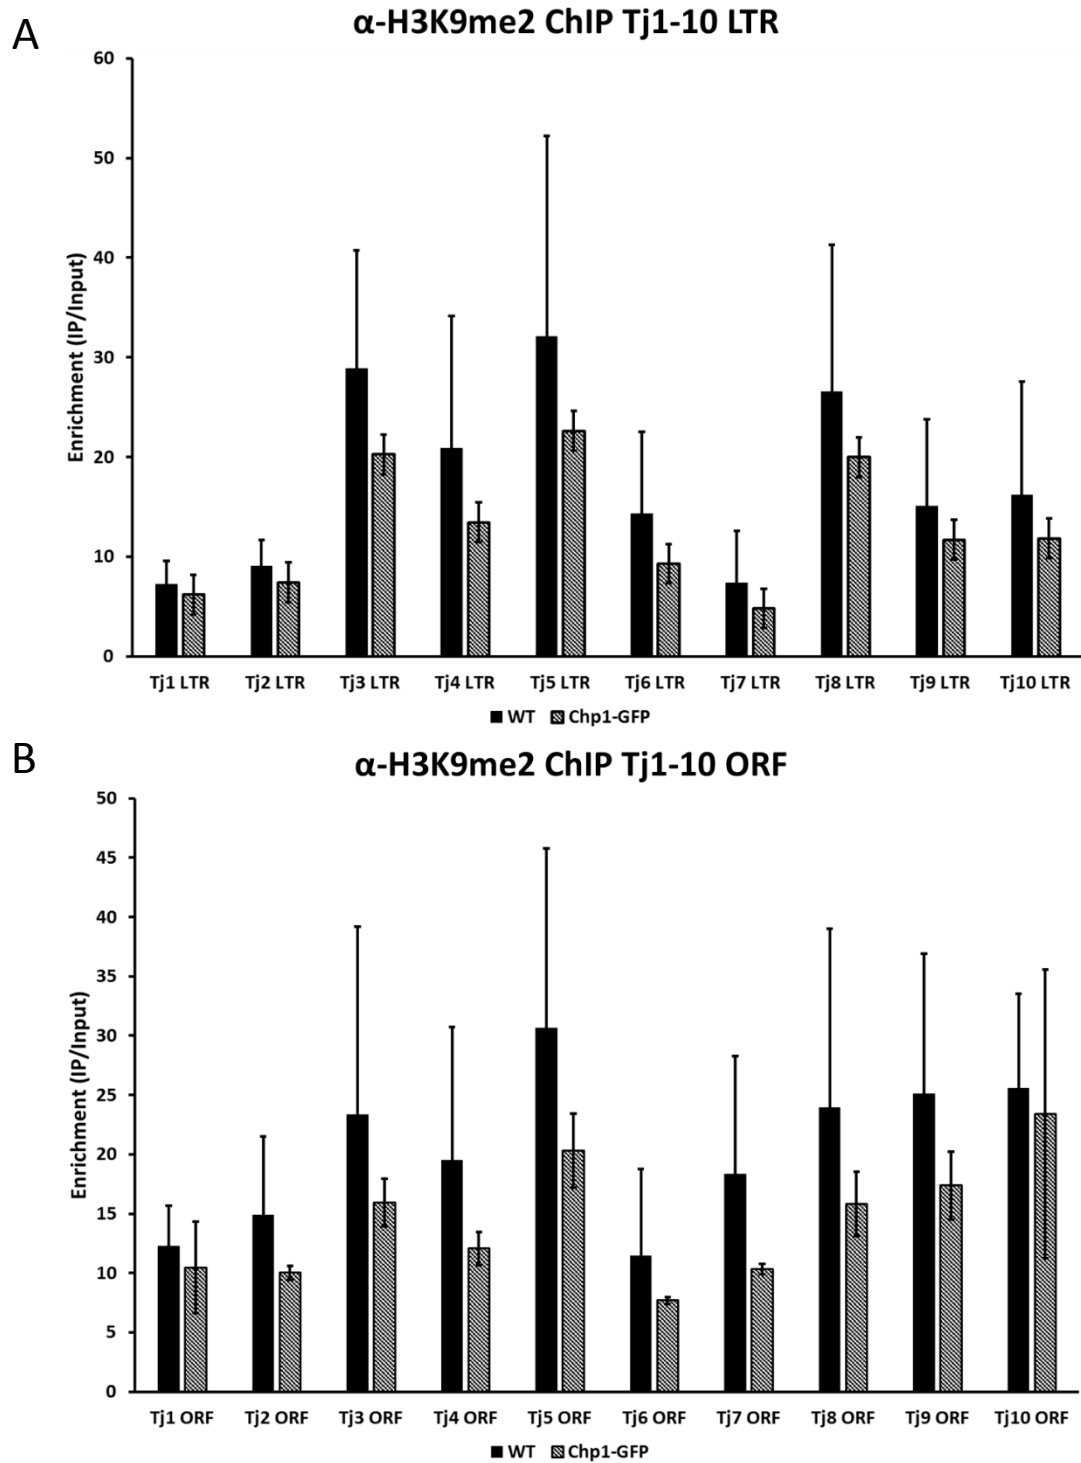 A
α-H3K9me2 ChIP Tj1-10 LTR
60
50
40
30
20
10
0
Enrichment (IP/Input)
Tj1 LTR Tj2 LTR Tj3 LTR Tj4 LTR Tj5 LTR Tj6 LTR Tj7 LTR Tj8 LTR Tj9 LTR Tj10 LTR
WT Chp1-GFP
B
α-H3K9me2 ChIP Tj1-10 ORF
50
45
40
35
30
25
20
15
10
5
0
Enrichment (IP/Input)
Tj1 ORF Tj2 ORF Tj3 ORF Tj4 ORF Tj5 ORF Tj6 ORF Tj7 ORF Tj8 ORF Tj9 ORF Tj10 ORF
WT Chp1-GFP